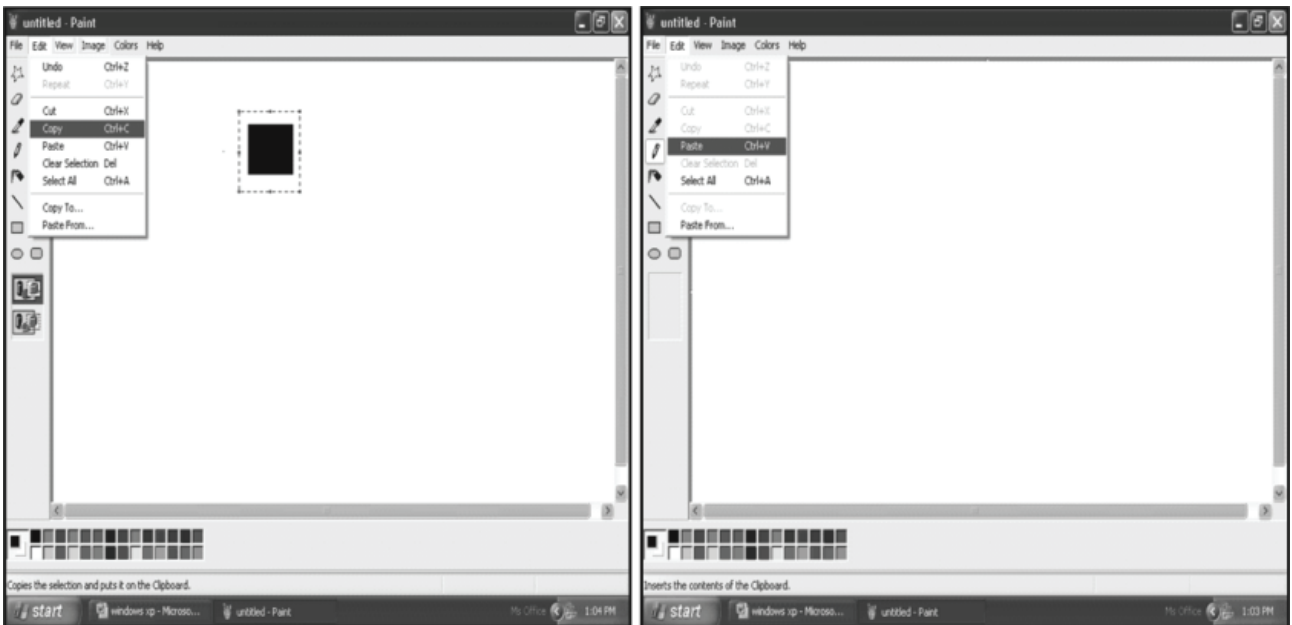 untitled - Paint
File Edit View Image Colors Help
Undo Ctrl+Z
Repeat Ctrl+Y
Cut Ctrl+X
Copy Ctrl+C
Paste Ctrl+V
Clear Selection Del
Select All Ctrl+A
Copy To...
Paste From...
Copies the selection and puts it on the Clipboard.
start windows xp - Microso... untitled - Paint Ms Office 1:04 PM
untitled - Paint
File Edit View Image Colors Help
Undo Ctrl+Z
Repeat Ctrl+Y
Cut Ctrl+X
Copy Ctrl+C
Paste Ctrl+V
Clear Selection Del
Select All Ctrl+A
Copy To...
Paste From...
Inserts the contents of the Clipboard.
start windows xp - Microso... untitled - Paint Ms Office 1:03 PM